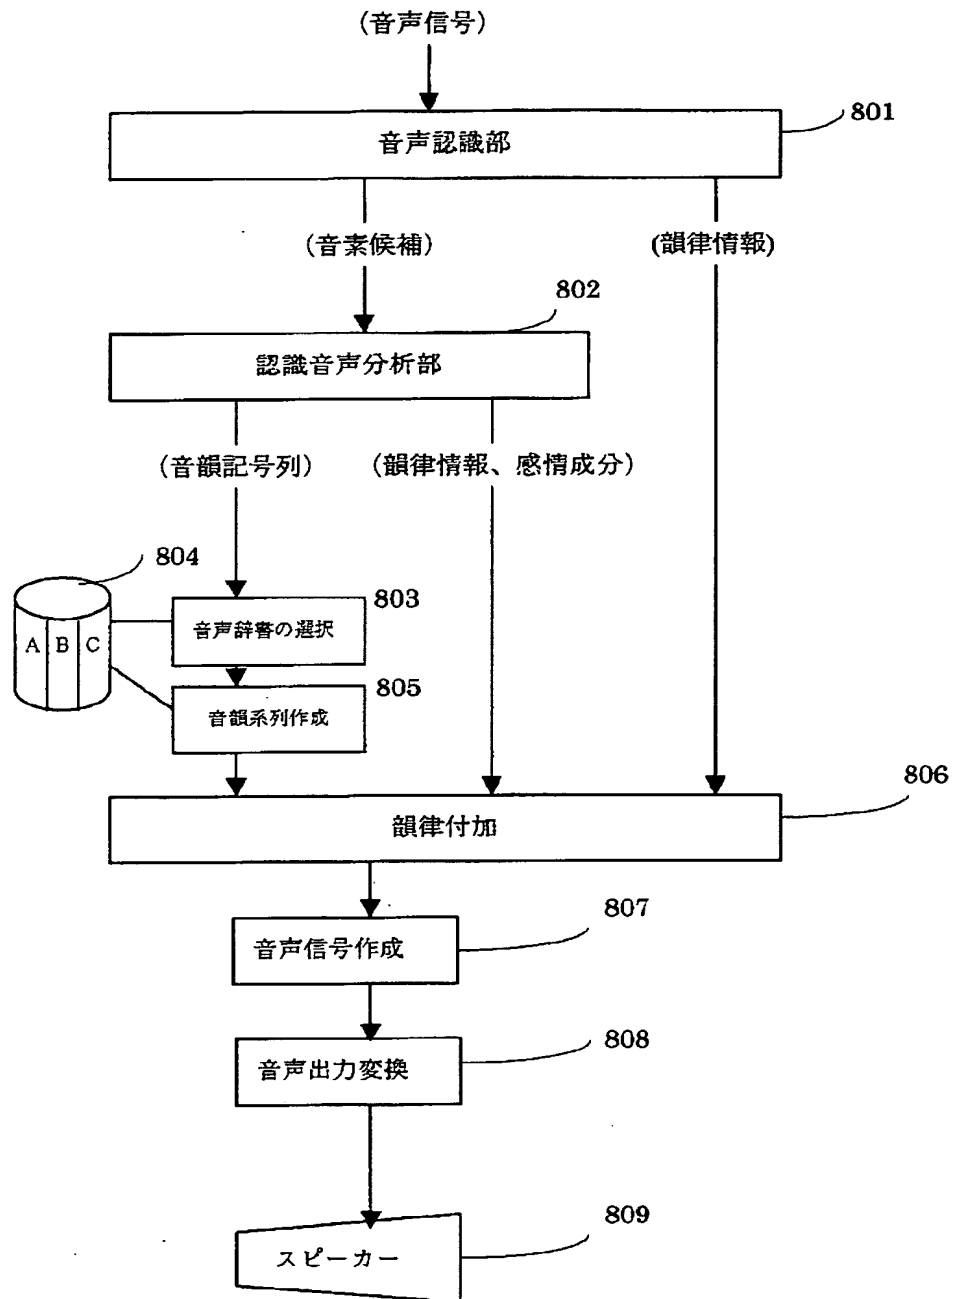 (音声信号)
801
音声認識部
(音素候補)
(韻律情報)
802
認識音声分析部
(音韻記号列)
(韻律情報、感情成分)
804
803
A B C
音声辞書の選択
805
音韻系列作成
806
韻律付加
807
音声信号作成
808
音声出力変換
809
スピーカー